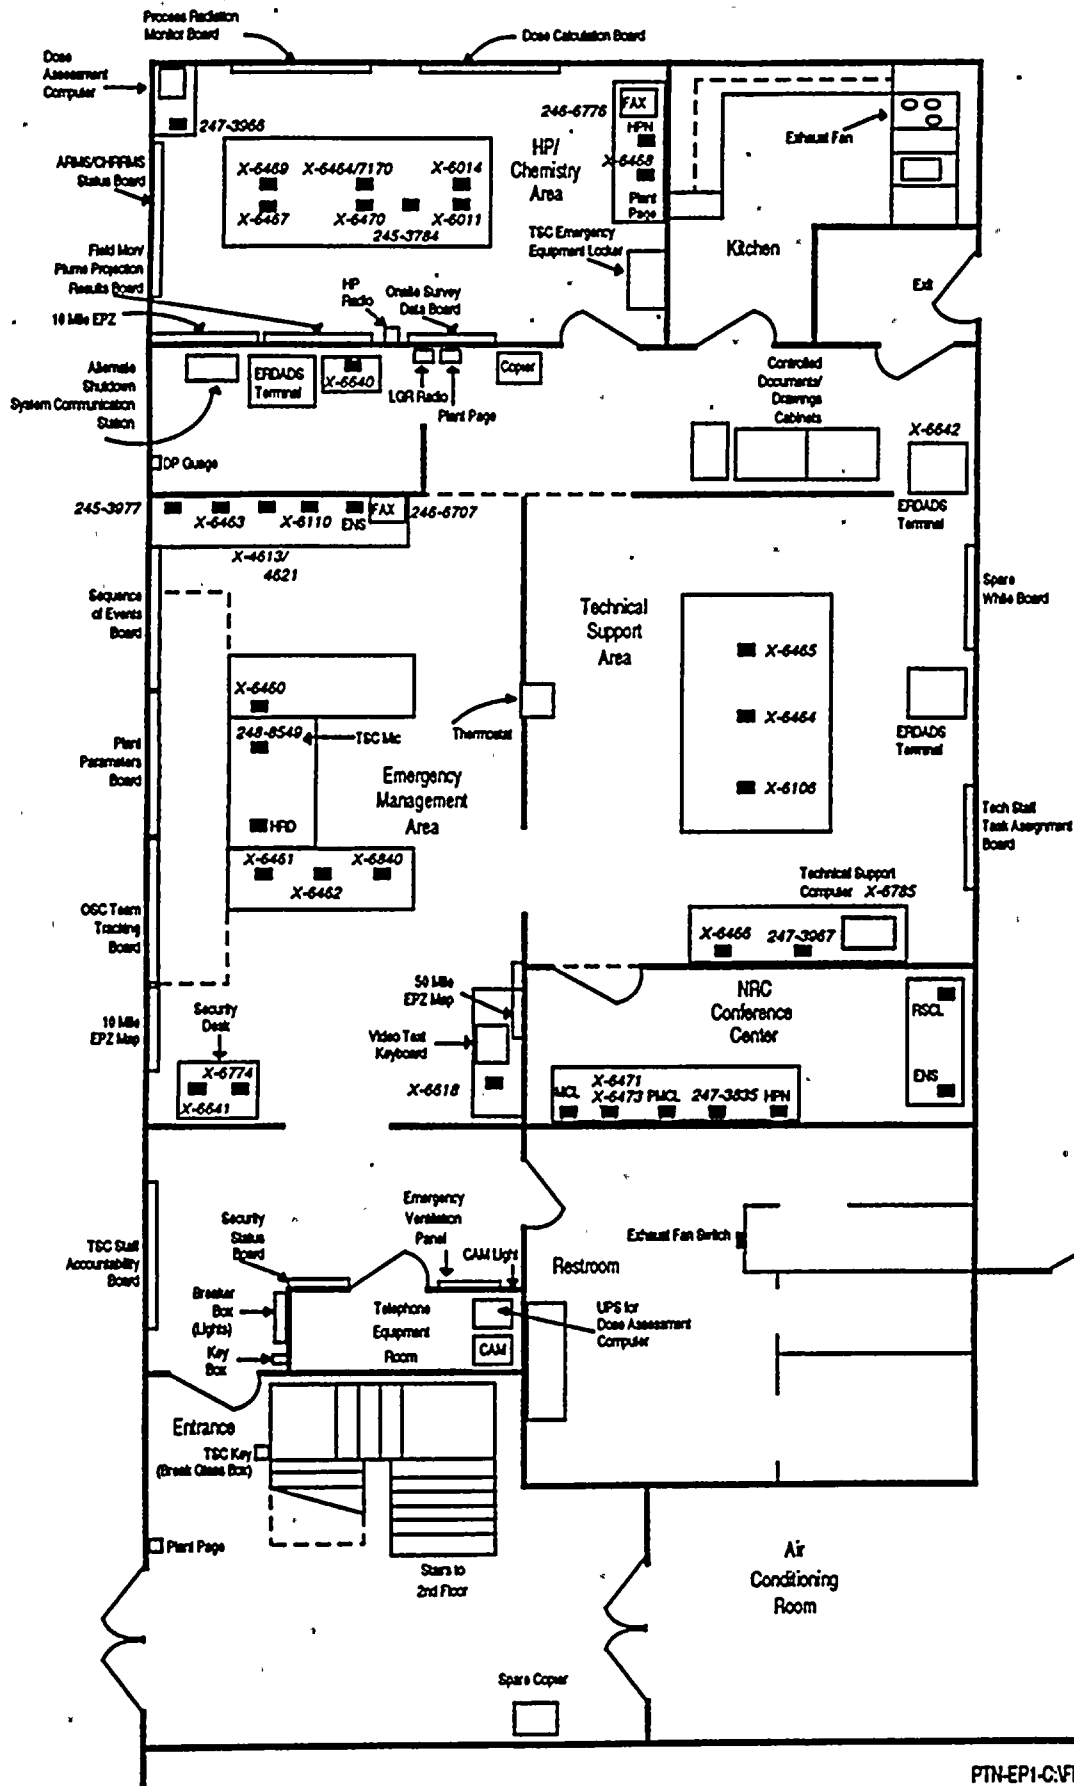 Process Radiation
Monitor Board
Dose Calculation Board
Dose
Assessment
Computer
247-3966
246-6776
FAX
HPN
X-6468
Plant
Page
Exhaust Fan
ARMS/CHRRMS
Status Board
X-6469
X-6464/7170
X-6014
X-6467
X-6470
X-6011
245-3784
HP/
Chemistry
Area
TSC Emergency
Equipment Locker
Kitchen
Exit
Field Mon/
Plume Projection
Results Board
10 Mile EPZ
HP
Radio
Onsite Survey
Data Board
Alternate
Shutdown
System Communication
Station
ERDADS
Terminal
X-6640
LGR Radio
Plant Page
Copier
Controlled
Documents/
Drawings
Cabinets
X-6642
ERDADS
Terminal
DP Guage
245-3977
X-6463
X-6110
ENS
FAX
246-6707
X-4613/
4621
Sequence
of Events
Board
Technical
Support
Area
Spare
White Board
X-6465
X-6464
X-6106
X-6460
248-8549
TSC Mic
Thermostat
ERDADS
Terminal
Plant
Parameters
Board
Emergency
Management
Area
HRD
X-6461
X-6840
X-6462
Tech Staff
Task Assignment
Board
Technical Support
Computer X-6785
X-6466
247-3967
OSC Team
Tracking
Board
10 Mile
EPZ Map
Security
Desk
X-6774
X-6641
50 Mile
EPZ Map
Video Text
Keyboard
X-6618
NRC
Conference
Center
RSCL
ENS
MCL
X-6471
X-6473
PMCL
247-3835
HPN
TSC Staff
Accountability
Board
Security
Status
Board
Emergency
Ventilation
Panel
CAM Light
Exhaust Fan Switch
Restroom
Breaker
Box
(Lights)
Key
Box
Telephone
Equipment
Room
CAM
UPS for
Dose Assessment
Computer
Entrance
TSC Key
(Break Glass Box)
Plant Page
Stairs to
2nd Floor
Air
Conditioning
Room
Spare Copier
PTN-EP1-C:\F